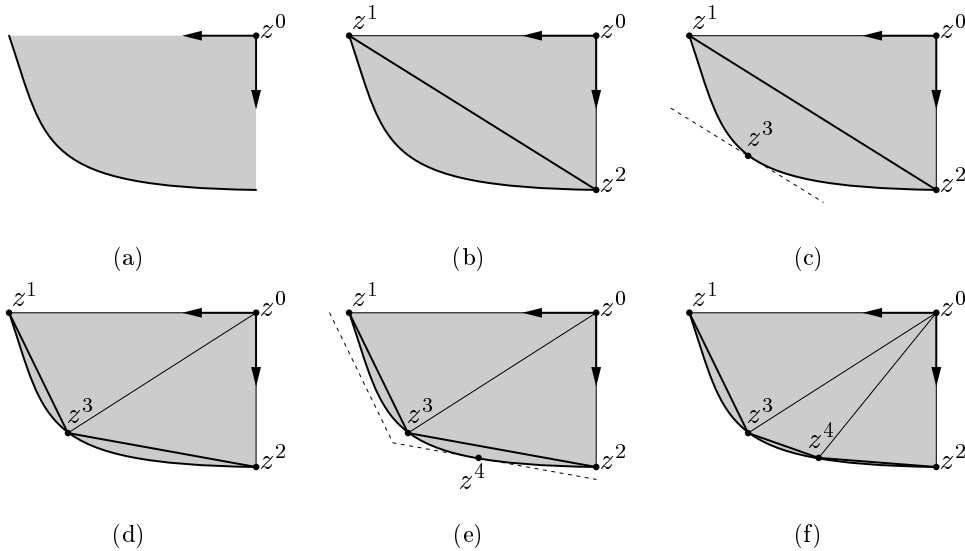 z⁰
z¹ z⁰
z²
z¹ z⁰
z³
z²
(a) (b) (c)
z¹ z⁰
z³
z²
z¹ z⁰
z³
z²
z⁴
z¹ z⁰
z³
z⁴
z²
(d) (e) (f)